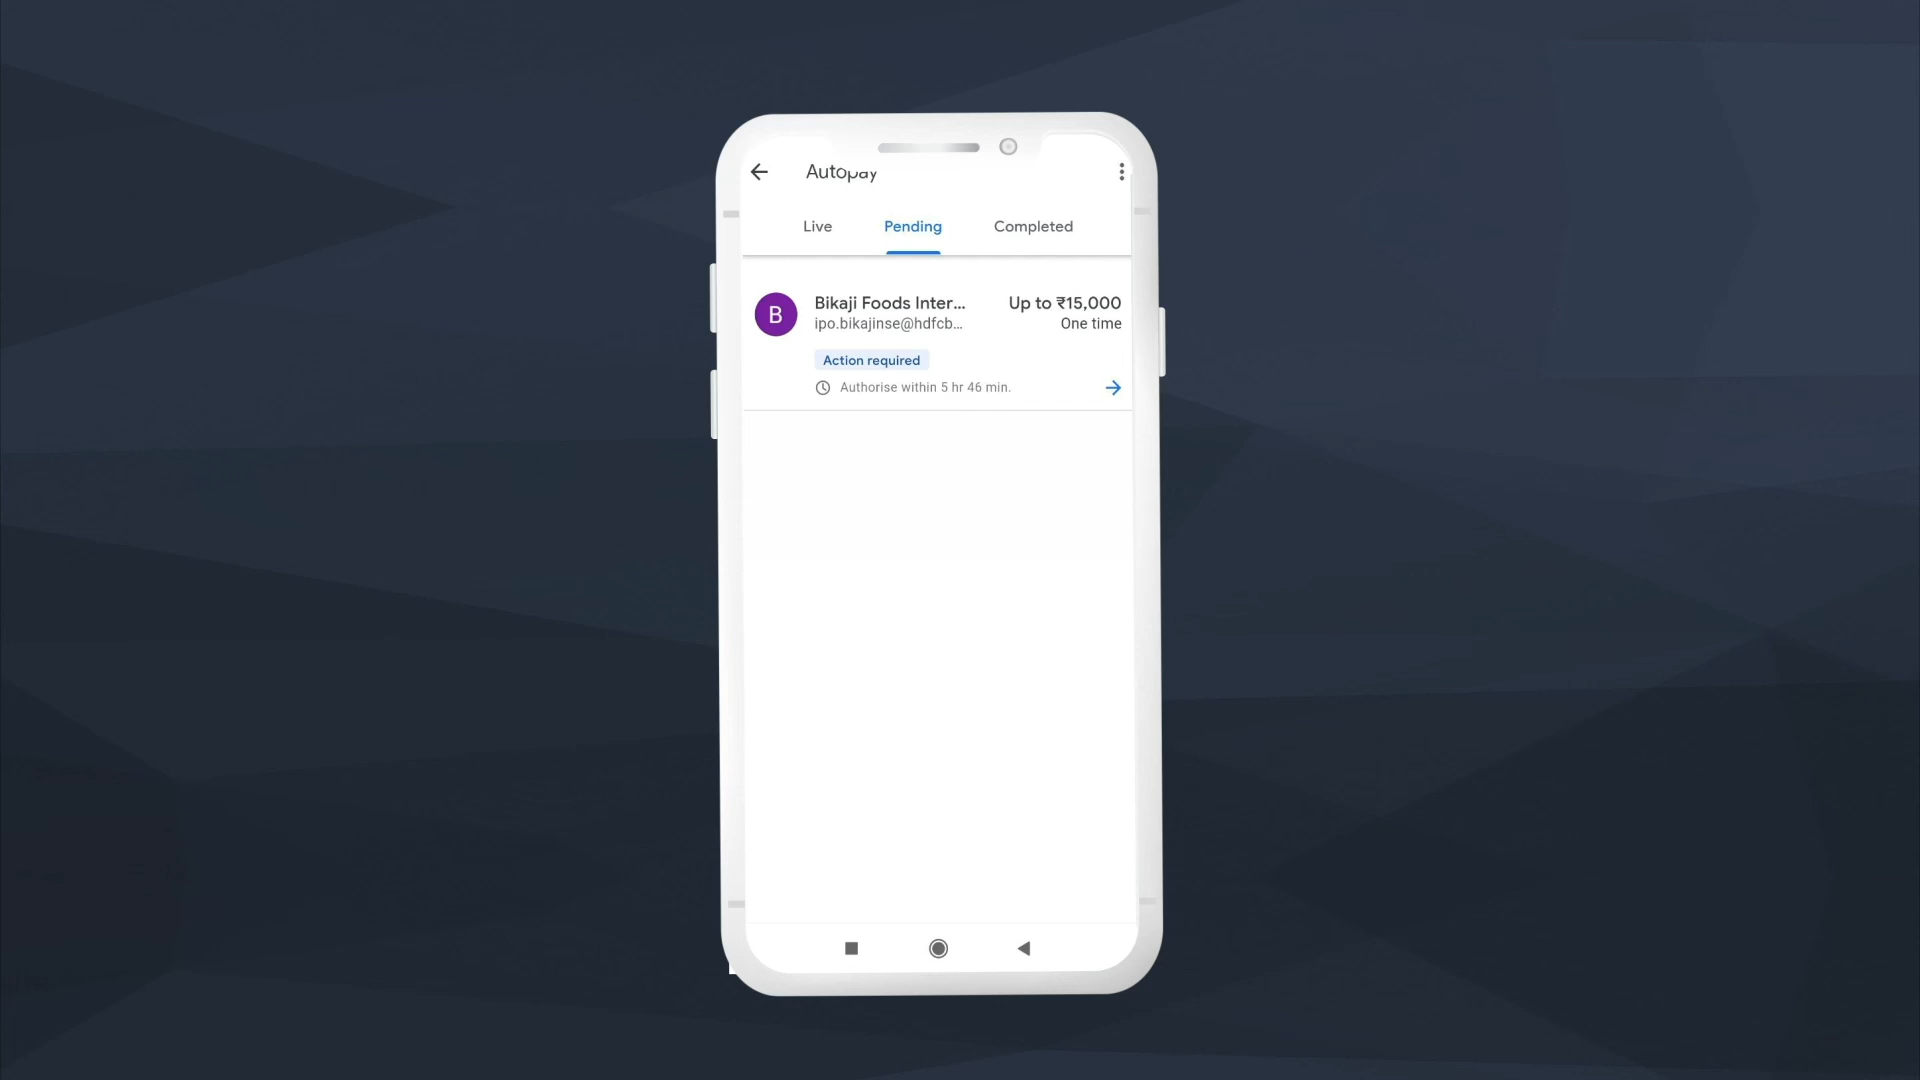 Autopay
Live Pending Completed
B
Bikaji Foods Inter... Up to ₹15,000
ipo.bikajinse@hdfcb... One time
Action required
Authorise within 5 hr 46 min.